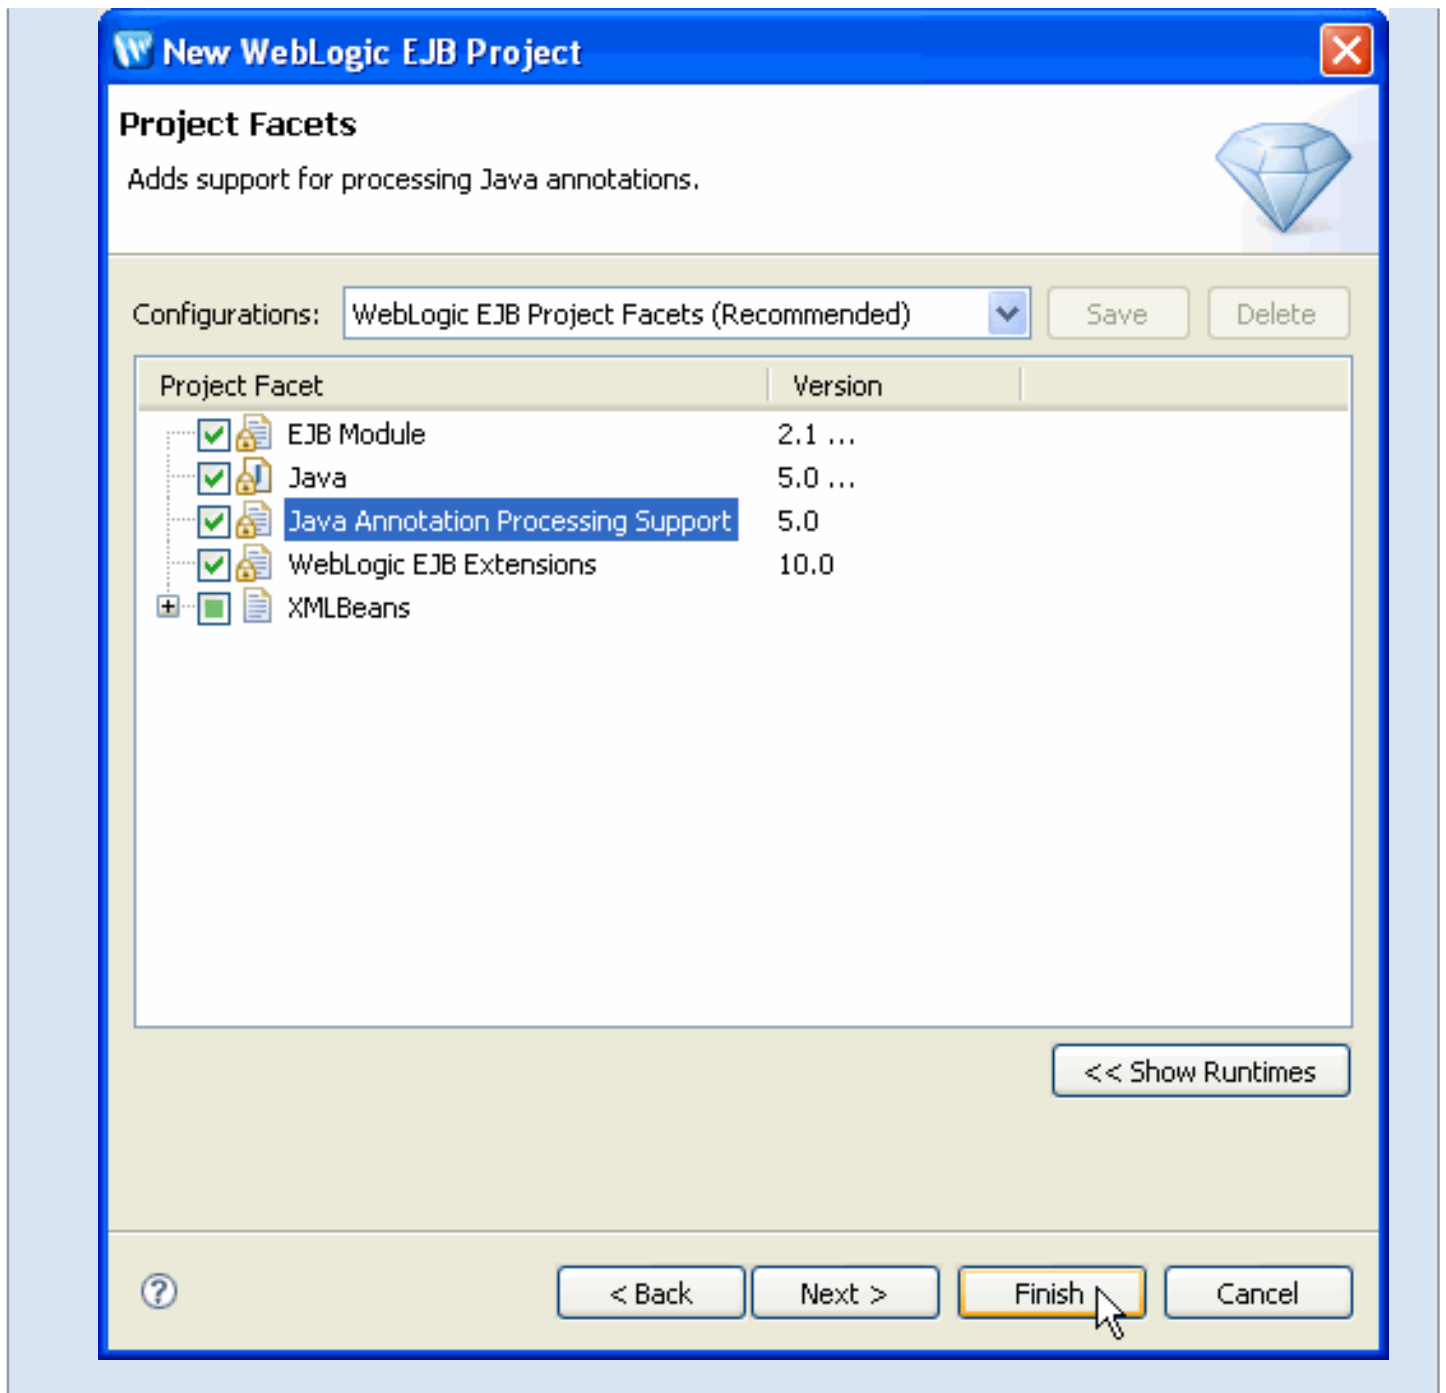 New WebLogic EJB Project
Project Facets
Adds support for processing Java annotations.
Configurations: WebLogic EJB Project Facets (Recommended) Save Delete
Project Facet Version
EJB Module 2.1 ...
Java 5.0 ...
Java Annotation Processing Support 5.0
WebLogic EJB Extensions 10.0
XMLBeans
<< Show Runtimes
? < Back Next > Finish Cancel